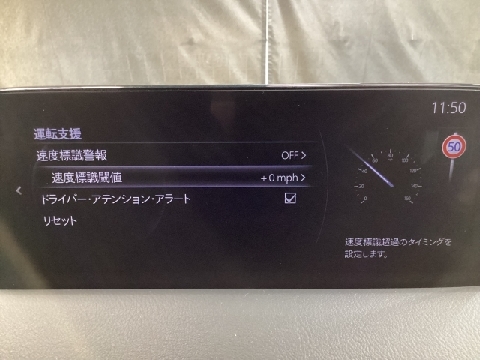 11:50
運転支援
速度標識警報 OFF>
速度標識閾値 +0 mph>
ドライバー・アテンション・アラート
リセット
50
速度標識超過のタイミングを
設定します。